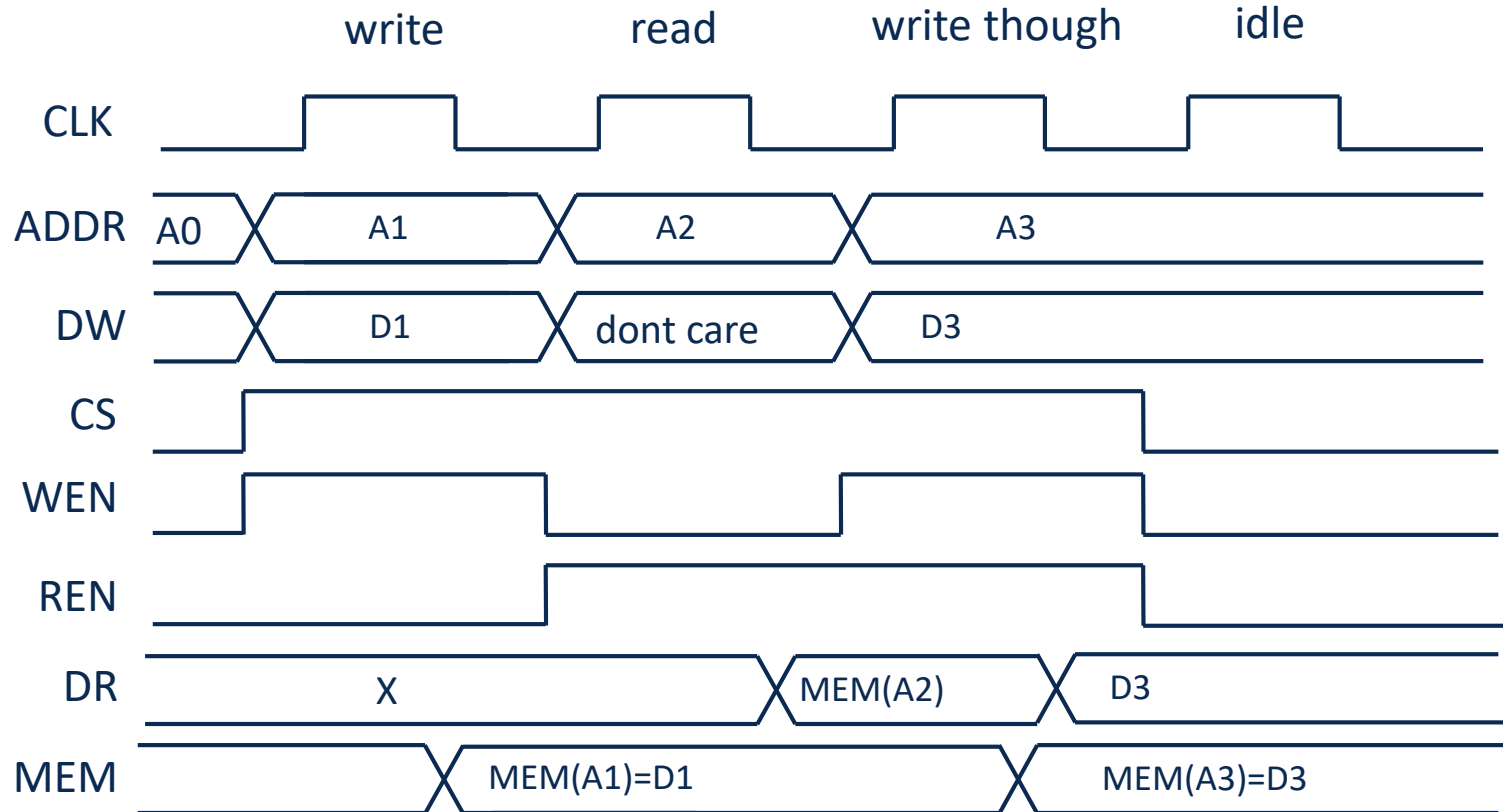 write read write though idle
CLK
ADDR A0 A1 A2 A3
DW D1 dont care D3
CS
WEN
REN
DR X MEM(A2) D3
MEM MEM(A1)=D1 MEM(A3)=D3